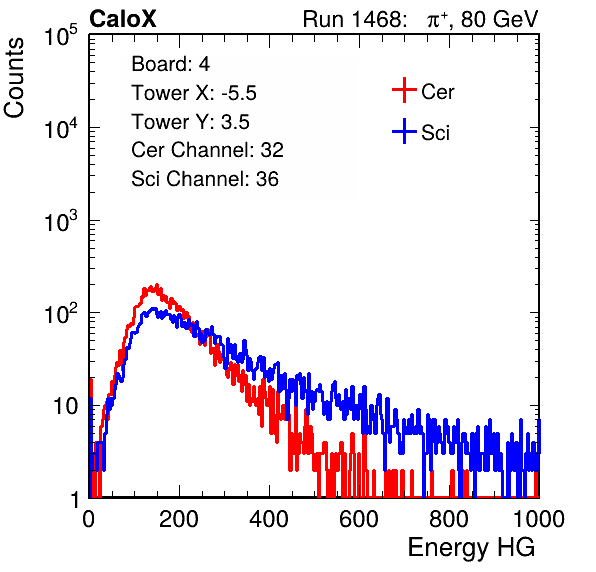 CaloX Run 1468: π⁺, 80 GeV
Counts
10⁵
10⁴
10³
10²
10
1
Board: 4
Tower X: -5.5
Tower Y: 3.5
Cer Channel: 32
Sci Channel: 36
Cer
Sci
0 200 400 600 800 1000
Energy HG